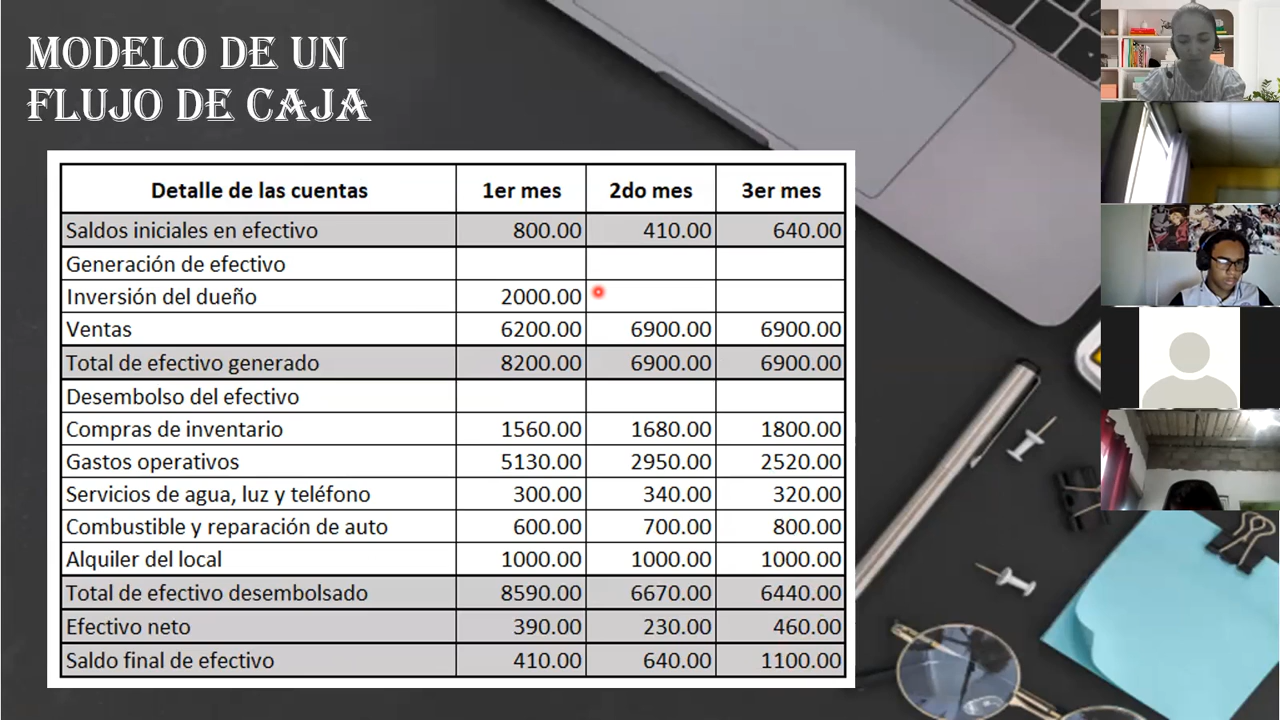 MODELO DE UN
FLUJO DE CAJA
Detalle de las cuentas 1er mes 2do mes 3er mes
Saldos iniciales en efectivo 800.00 410.00 640.00
Generación de efectivo
Inversión del dueño 2000.00
Ventas 6200.00 6900.00 6900.00
Total de efectivo generado 8200.00 6900.00 6900.00
Desembolso del efectivo
Compras de inventario 1560.00 1680.00 1800.00
Gastos operativos 5130.00 2950.00 2520.00
Servicios de agua, luz y teléfono 300.00 340.00 320.00
Combustible y reparación de auto 600.00 700.00 800.00
Alquiler del local 1000.00 1000.00 1000.00
Total de efectivo desembolsado 8590.00 6670.00 6440.00
Efectivo neto 390.00 230.00 460.00
Saldo final de efectivo 410.00 640.00 1100.00